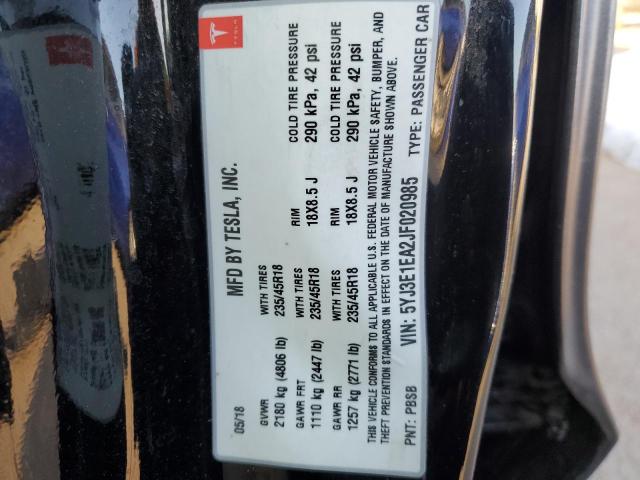 TESLA
05/18 MFD BY TESLA, INC.
GVWR WITH TIRES RIM COLD TIRE PRESSURE
2180 kg (4806 lb) 235/45R18 18X8.5 J 290 kPa, 42 psi
GAWR FRT WITH TIRES RIM COLD TIRE PRESSURE
1110 kg (2447 lb) 235/45R18 18X8.5 J 290 kPa, 42 psi
GAWR RR WITH TIRES
1257 kg (2771 lb) 235/45R18
THIS VEHICLE CONFORMS TO ALL APPLICABLE U.S. FEDERAL MOTOR VEHICLE SAFETY, BUMPER, AND
THEFT PREVENTION STANDARDS IN EFFECT ON THE DATE OF MANUFACTURE SHOWN ABOVE.
PNT: PBSB VIN: 5YJ3E1EA2JF020985 TYPE: PASSENGER CAR